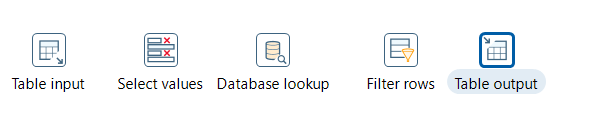 Table input Select values Database lookup Filter rows Table output